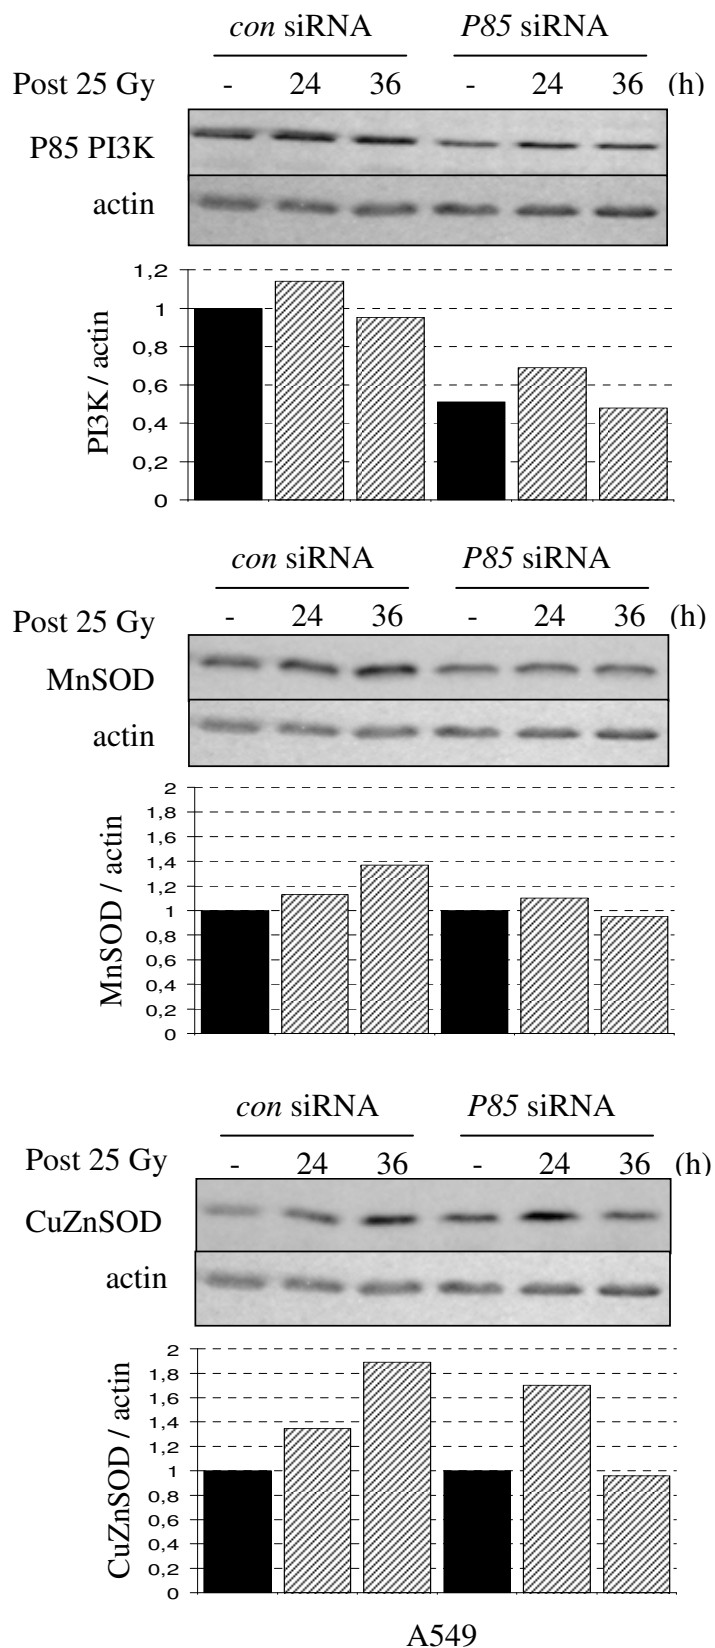 con siRNA P85 siRNA
Post 25 Gy - 24 36 - 24 36 (h)
P85 PI3K
actin
PI3K / actin
1,2
1
0,8
0,6
0,4
0,2
0
con siRNA P85 siRNA
Post 25 Gy - 24 36 - 24 36 (h)
MnSOD
actin
MnSOD / actin
2
1,8
1,6
1,4
1,2
1
0,8
0,6
0,4
0,2
0
con siRNA P85 siRNA
Post 25 Gy - 24 36 - 24 36 (h)
CuZnSOD
actin
CuZnSOD / actin
2
1,8
1,6
1,4
1,2
1
0,8
0,6
0,4
0,2
0
A549